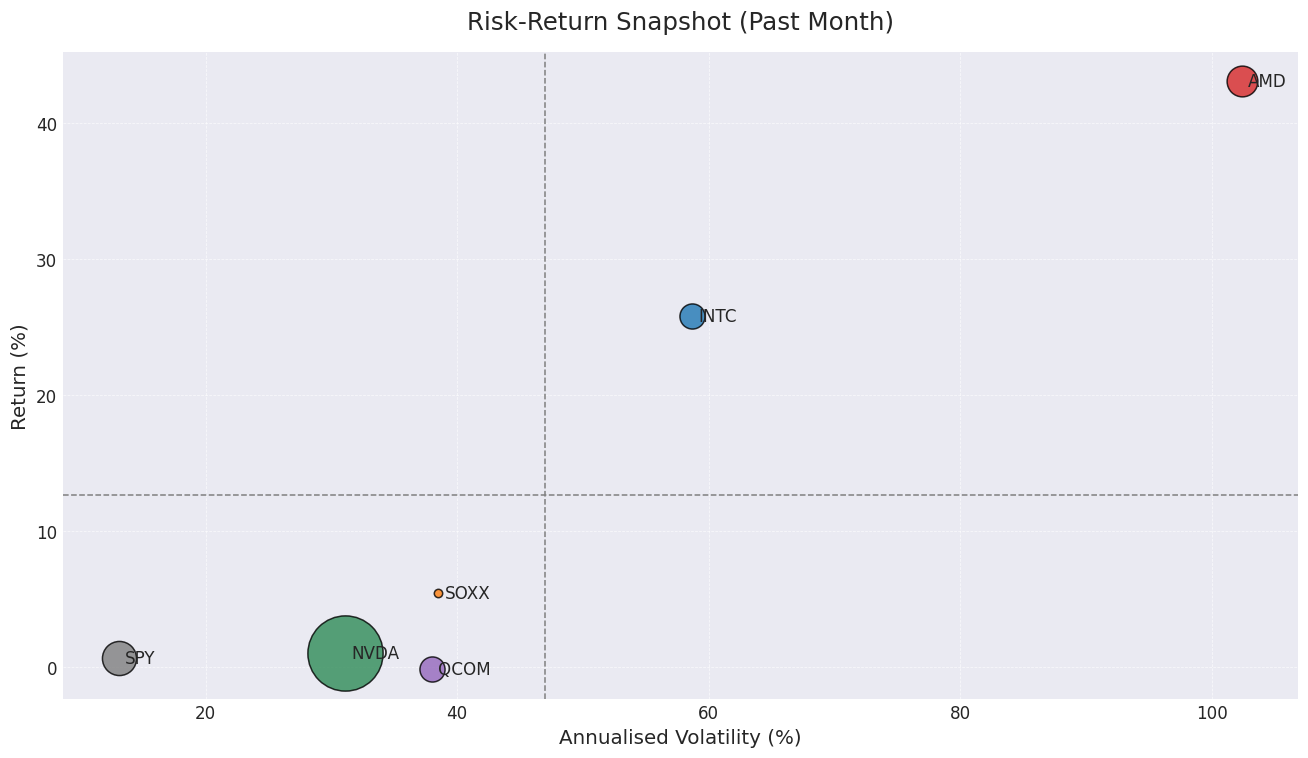 Risk-Return Snapshot (Past Month)
Return (%)
40
30
20
10
0
AMD
INTC
SOXX
NVDA
SPY
QCOM
20
40
60
80
100
Annualised Volatility (%)